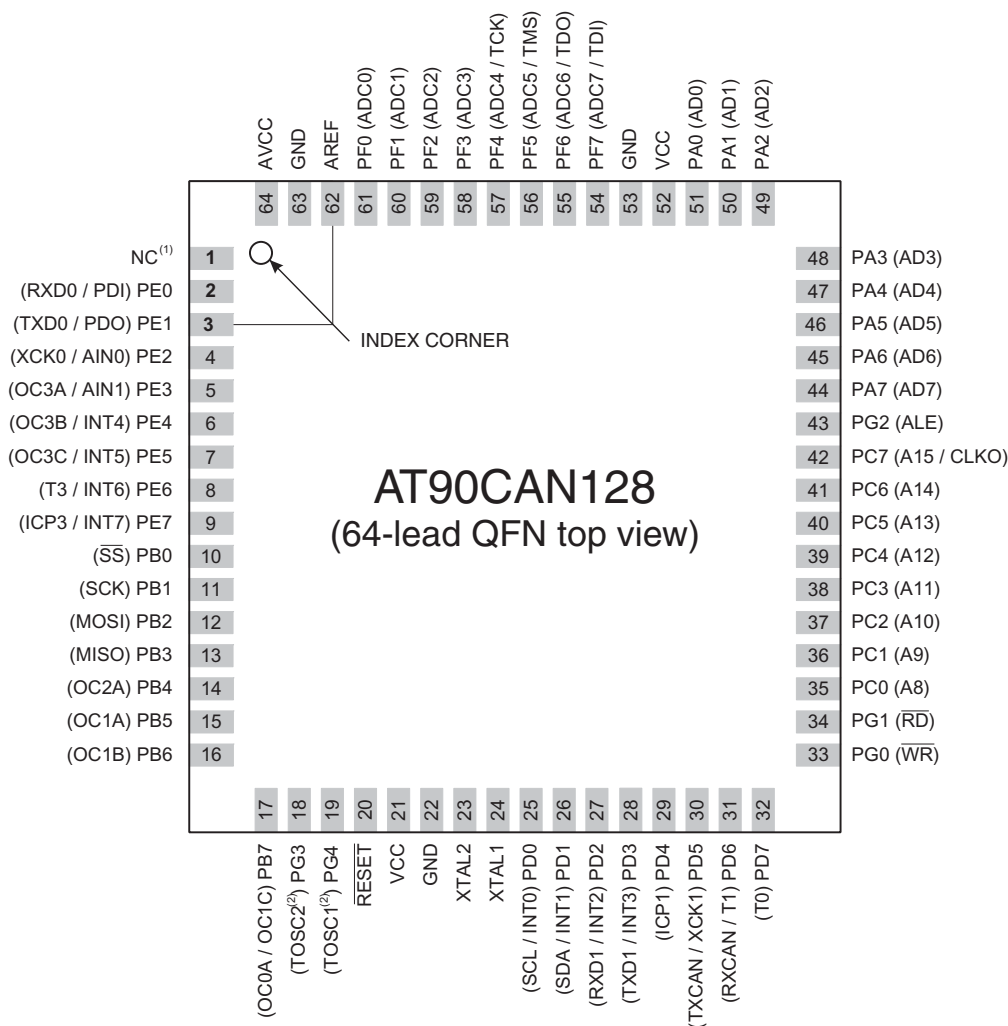 AVCC
GND
AREF
PF0 (ADC0)
PF1 (ADC1)
PF2 (ADC2)
PF3 (ADC3)
PF4 (ADC4 / TCK)
PF5 (ADC5 / TMS)
PF6 (ADC6 / TDO)
PF7 (ADC7 / TDI)
GND
VCC
PA0 (AD0)
PA1 (AD1)
PA2 (AD2)
64
63
62
61
60
59
58
57
56
55
54
53
52
51
50
49
NC(1) 1
(RXD0 / PDI) PE0 2
(TXD0 / PDO) PE1 3
(XCK0 / AIN0) PE2 4
(OC3A / AIN1) PE3 5
(OC3B / INT4) PE4 6
(OC3C / INT5) PE5 7
(T3 / INT6) PE6 8
(ICP3 / INT7) PE7 9
(S̅S̅) PB0 10
(SCK) PB1 11
(MOSI) PB2 12
(MISO) PB3 13
(OC2A) PB4 14
(OC1A) PB5 15
(OC1B) PB6 16
INDEX CORNER
AT90CAN128
(64-lead QFN top view)
48 PA3 (AD3)
47 PA4 (AD4)
46 PA5 (AD5)
45 PA6 (AD6)
44 PA7 (AD7)
43 PG2 (ALE)
42 PC7 (A15 / CLKO)
41 PC6 (A14)
40 PC5 (A13)
39 PC4 (A12)
38 PC3 (A11)
37 PC2 (A10)
36 PC1 (A9)
35 PC0 (A8)
34 PG1 (R̅D̅)
33 PG0 (W̅R̅)
17
18
19
20
21
22
23
24
25
26
27
28
29
30
31
32
(OC0A / OC1C) PB7
(TOSC2(2)) PG3
(TOSC1(2)) PG4
R̅E̅S̅E̅T̅
VCC
GND
XTAL2
XTAL1
(SCL / INT0) PD0
(SDA / INT1) PD1
(RXD1 / INT2) PD2
(TXD1 / INT3) PD3
(ICP1) PD4
(TXCAN / XCK1) PD5
(RXCAN / T1) PD6
(T0) PD7